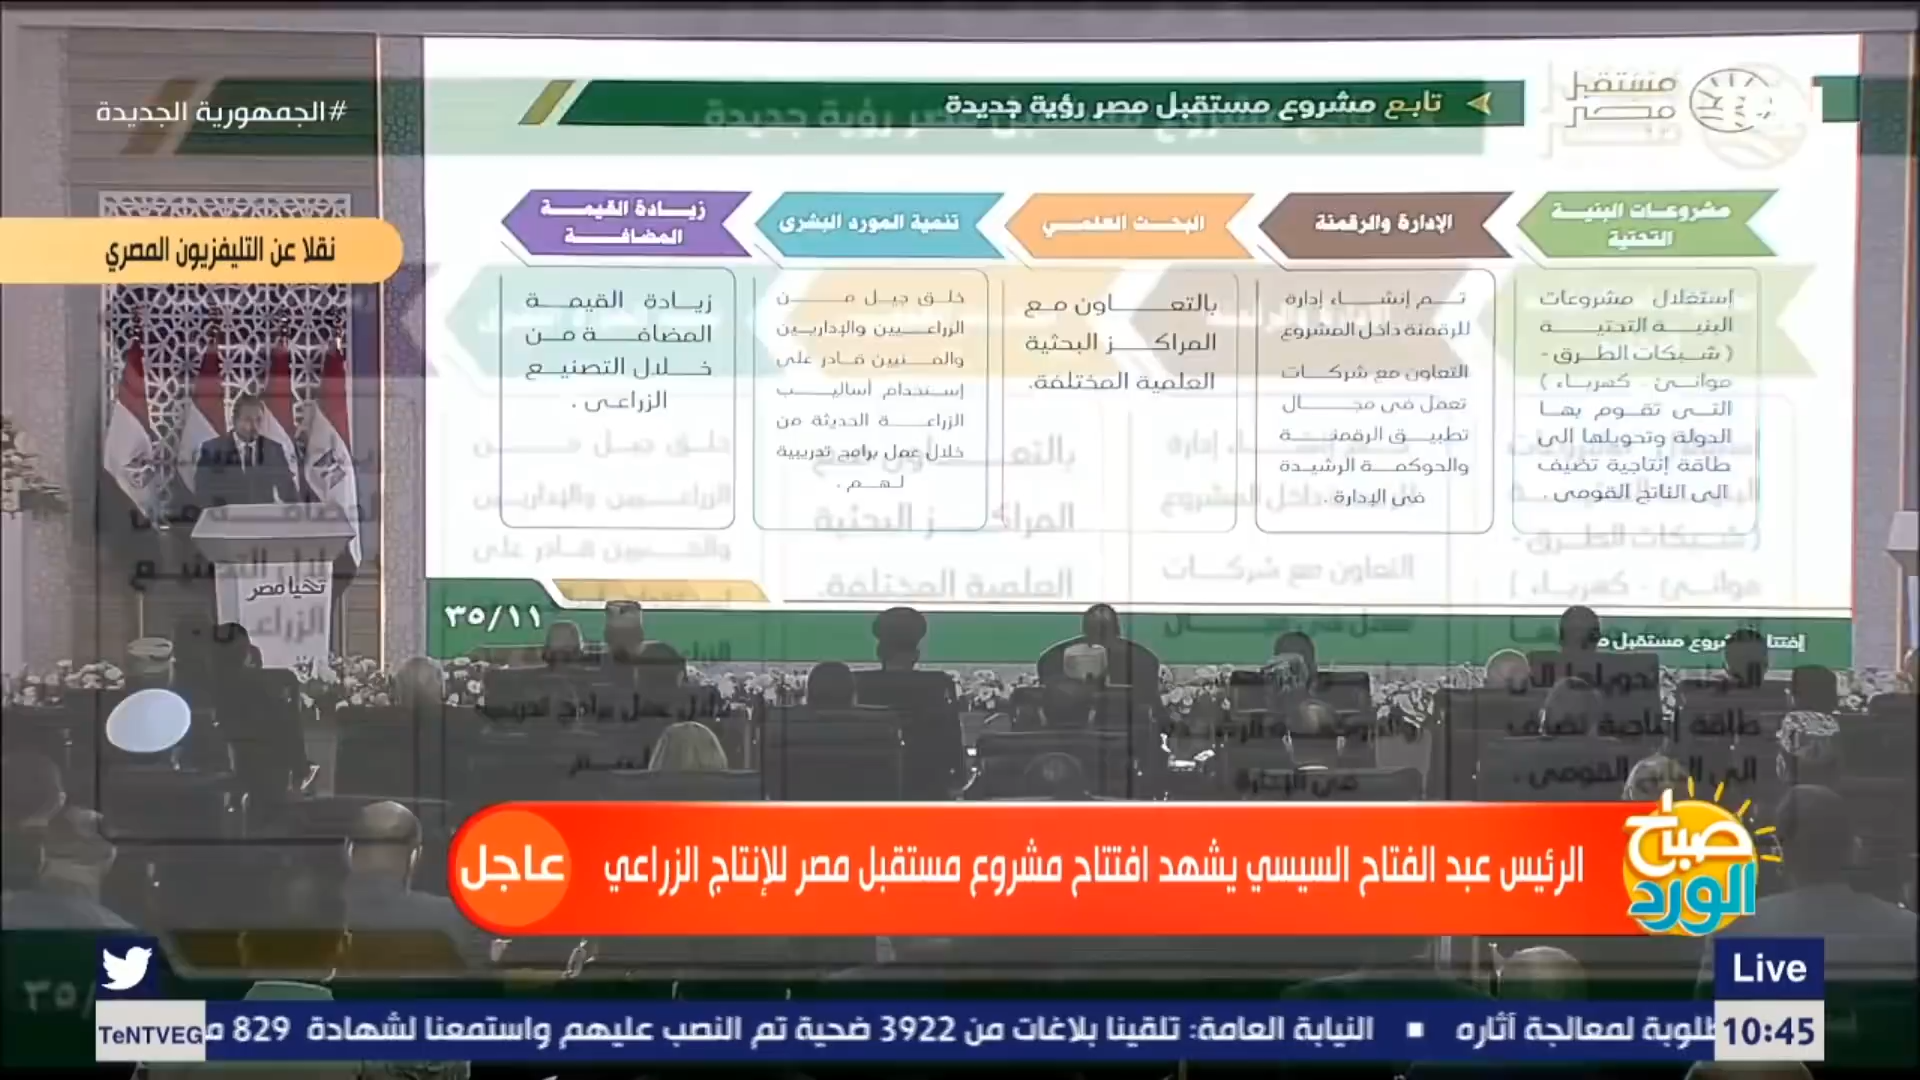 #الجمهورية الجديدة
نقلا عن التليفزيون المصري
مستقبل
مصر
تابع مشروع مستقبل مصر رؤية جديدة
مشروعات البنية
التحتية
إستغلال مشروعات
البنية التحتية
( شبكات الطرق -
موانئ - كهرباء )
التى تقوم بها
الدولة وتحويلها الى
طاقة إنتاجية تضيف
الى الناتج القومى .
الإدارة والرقمنة
تم إنشاء إدارة
للرقمنة داخل المشروع
التعاون مع شركات
تعمل فى مجال
تطبيق الرقمنة
والحوكمة الرشيدة
فى الإدارة .
البحث العلمي
بالتعاون مع
المراكز البحثية
العلمية المختلفة.
تنمية المورد البشرى
خلق جيل من
الزراعيين والإداريين
والفنيين قادر على
إستخدام أساليب
الزراعة الحديثة من
خلال عمل برامج تدريبية
لهم .
زيادة القيمة
المضافة
زيادة القيمة
المضافة من
خلال التصنيع
الزراعى .
٣٥/١١
تحيا مصر
عاجل
الرئيس عبد الفتاح السيسي يشهد افتتاح مشروع مستقبل مصر للإنتاج الزراعي
صباح
الورد
Live
10:45
لمعالجة آثاره ▪ النيابة العامة: تلقينا بلاغات من 3922 ضحية تم النصب عليهم واستمعنا لشهادة 829
TeNTVEG